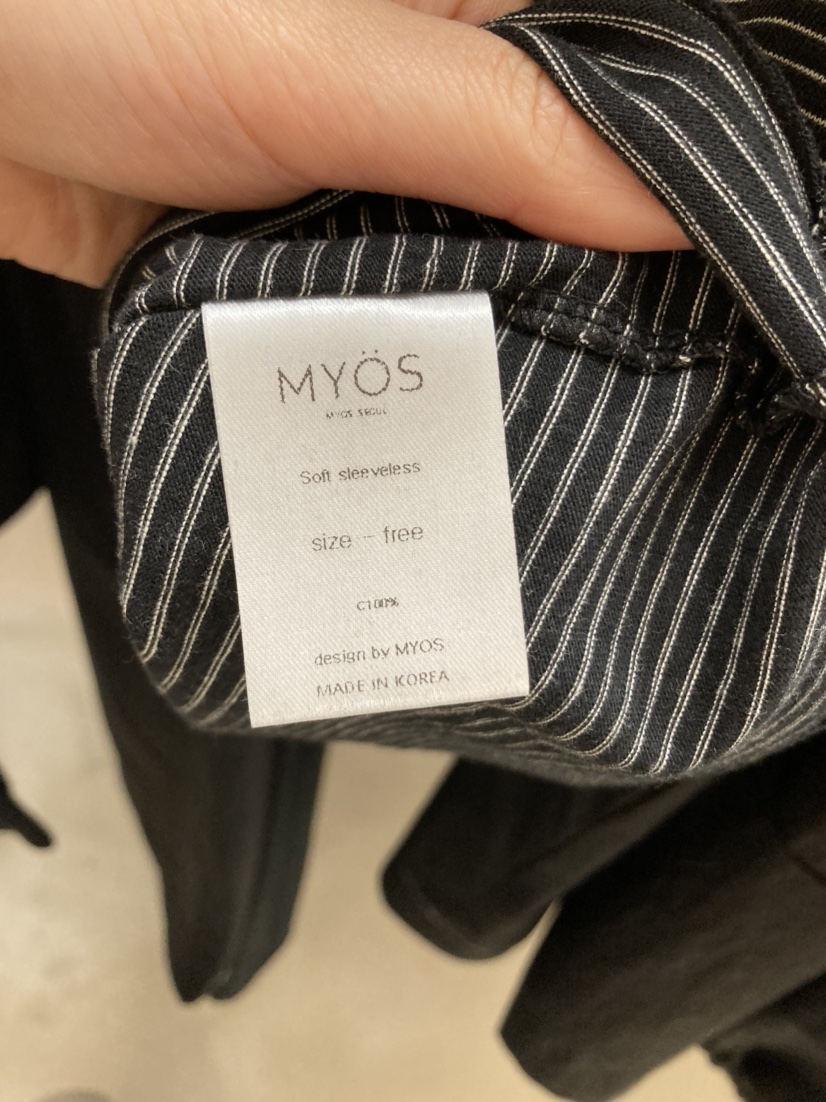 MYÖS
MYOS SEOUL
Soft sleeveless
size - free
C100%
design by MYOS
MADE IN KOREA